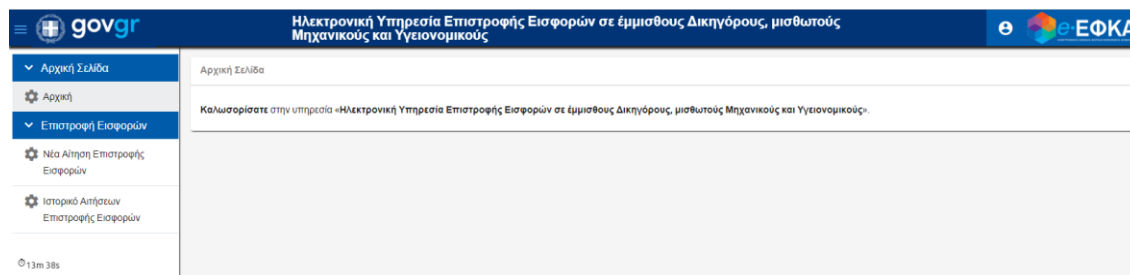 govgr
Ηλεκτρονική Υπηρεσία Επιστροφής Εισφορών σε έμμισθους Δικηγόρους, μισθωτούς
Μηχανικούς και Υγειονομικούς
e-ΕΦΚΑ
Αρχική Σελίδα
Αρχική
Επιστροφή Εισφορών
Νέα Αίτηση Επιστροφής
Εισφορών
Ιστορικό Αιτήσεων
Επιστροφής Εισφορών
13m 38s
Αρχική Σελίδα
Καλωσορίσατε στην υπηρεσία «Ηλεκτρονική Υπηρεσία Επιστροφής Εισφορών σε έμμισθους Δικηγόρους, μισθωτούς Μηχανικούς και Υγειονομικούς».